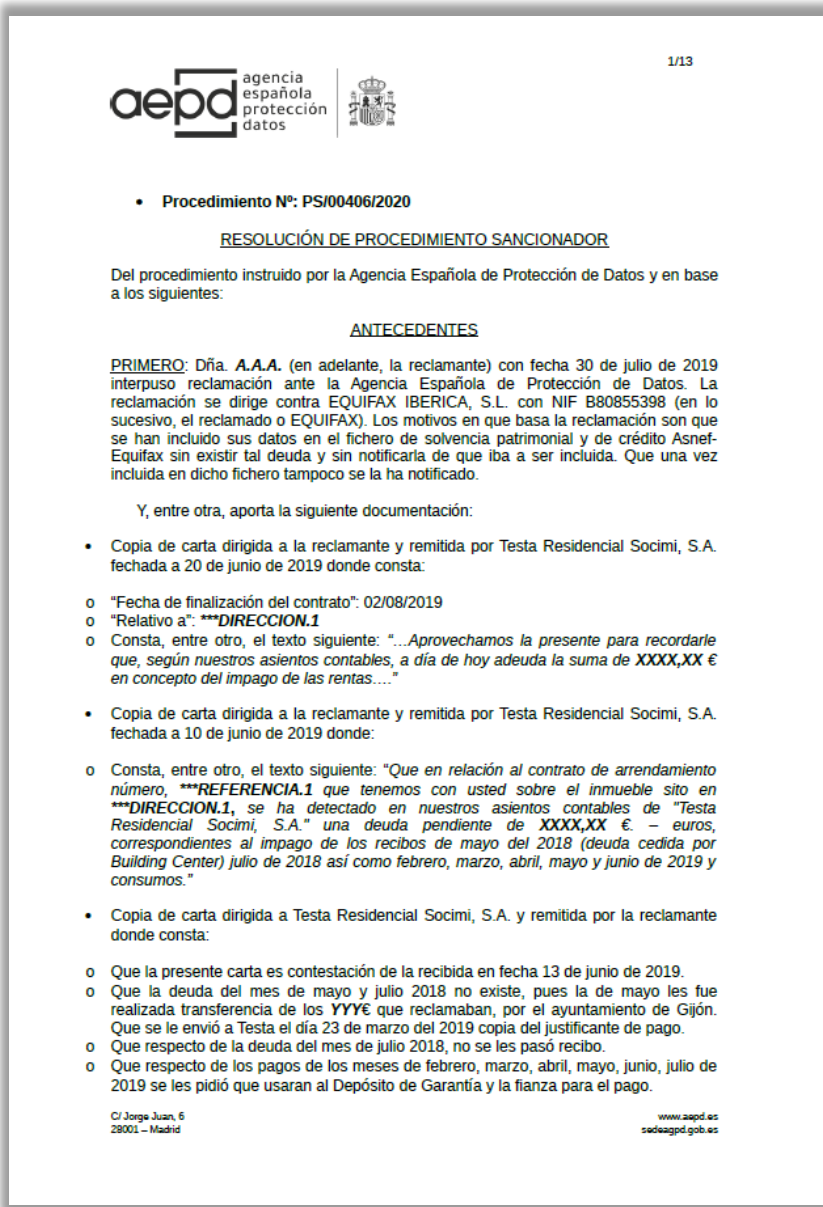 1/13
aepd
agencia
española
protección
datos
• Procedimiento Nº: PS/00406/2020
RESOLUCIÓN DE PROCEDIMIENTO SANCIONADOR
Del procedimiento instruido por la Agencia Española de Protección de Datos y en base
a los siguientes:
ANTECEDENTES
PRIMERO: Dña. A.A.A. (en adelante, la reclamante) con fecha 30 de julio de 2019
interpuso reclamación ante la Agencia Española de Protección de Datos. La
reclamación se dirige contra EQUIFAX IBERICA, S.L. con NIF B80855398 (en lo
sucesivo, el reclamado o EQUIFAX). Los motivos en que basa la reclamación son que
se han incluido sus datos en el fichero de solvencia patrimonial y de crédito Asnef-
Equifax sin existir tal deuda y sin notificarla de que iba a ser incluida. Que una vez
incluida en dicho fichero tampoco se la ha notificado.
Y, entre otra, aporta la siguiente documentación:
• Copia de carta dirigida a la reclamante y remitida por Testa Residencial Socimi, S.A.
fechada a 20 de junio de 2019 donde consta:
o "Fecha de finalización del contrato": 02/08/2019
o "Relativo a": ***DIRECCION.1
o Consta, entre otro, el texto siguiente: "…Aprovechamos la presente para recordarle
que, según nuestros asientos contables, a día de hoy adeuda la suma de XXXX,XX €
en concepto del impago de las rentas…."
• Copia de carta dirigida a la reclamante y remitida por Testa Residencial Socimi, S.A.
fechada a 10 de junio de 2019 donde:
o Consta, entre otro, el texto siguiente: "Que en relación al contrato de arrendamiento
número, ***REFERENCIA.1 que tenemos con usted sobre el inmueble sito en
***DIRECCION.1, se ha detectado en nuestros asientos contables de "Testa
Residencial Socimi, S.A." una deuda pendiente de XXXX,XX €. – euros,
correspondientes al impago de los recibos de mayo del 2018 (deuda cedida por
Building Center) julio de 2018 así como febrero, marzo, abril, mayo y junio de 2019 y
consumos."
• Copia de carta dirigida a Testa Residencial Socimi, S.A. y remitida por la reclamante
donde consta:
o Que la presente carta es contestación de la recibida en fecha 13 de junio de 2019.
o Que la deuda del mes de mayo y julio 2018 no existe, pues la de mayo les fue
realizada transferencia de los YYY€ que reclamaban, por el ayuntamiento de Gijón.
Que se le envió a Testa el día 23 de marzo del 2019 copia del justificante de pago.
o Que respecto de la deuda del mes de julio 2018, no se les pasó recibo.
o Que respecto de los pagos de los meses de febrero, marzo, abril, mayo, junio, julio de
2019 se les pidió que usaran al Depósito de Garantía y la fianza para el pago.
C/ Jorge Juan, 6
28001 – Madrid
www.aepd.es
sedeagpd.gob.es